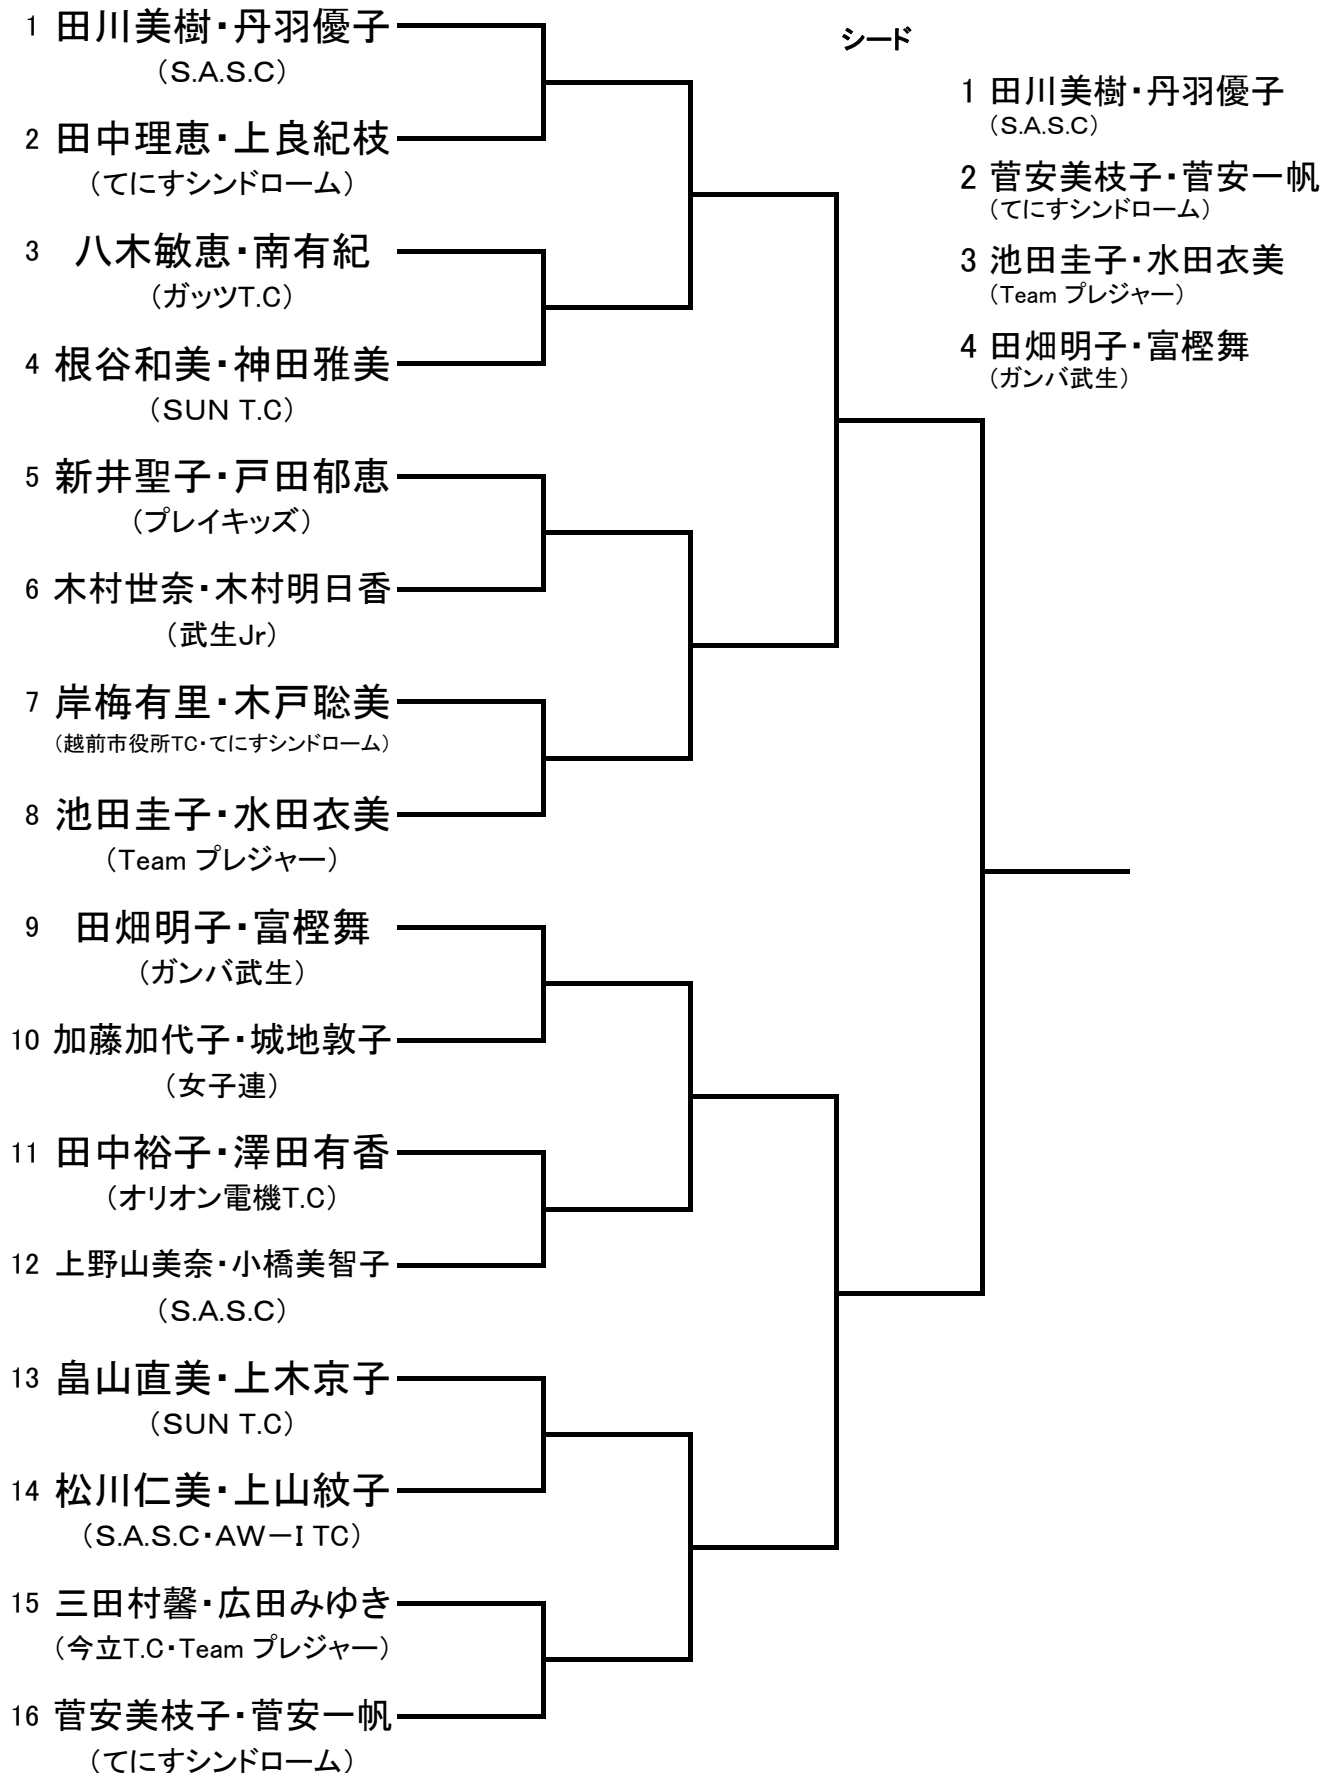 1 田川美樹・丹羽優子
（S.A.S.C）
2 田中理恵・上良紀枝
（てにすシンドローム）
3 八木敏恵・南有紀
（ガッツT.C）
4 根谷和美・神田雅美
（SUN T.C）
5 新井聖子・戸田郁恵
（プレイキッズ）
6 木村世奈・木村明日香
（武生Jr）
7 岸梅有里・木戸聡美
（越前市役所TC・てにすシンドローム）
8 池田圭子・水田衣美
（Team プレジャー）
9 田畑明子・富樫舞
（ガンバ武生）
10 加藤加代子・城地敦子
（女子連）
11 田中裕子・澤田有香
（オリオン電機T.C）
12 上野山美奈・小橋美智子
（S.A.S.C）
13 畠山直美・上木京子
（SUN T.C）
14 松川仁美・上山紋子
（S.A.S.C・AW－I TC）
15 三田村馨・広田みゆき
（今立T.C・Team プレジャー）
16 菅安美枝子・菅安一帆
（てにすシンドローム）
シード
1 田川美樹・丹羽優子
（S.A.S.C）
2 菅安美枝子・菅安一帆
（てにすシンドローム）
3 池田圭子・水田衣美
（Team プレジャー）
4 田畑明子・富樫舞
（ガンバ武生）